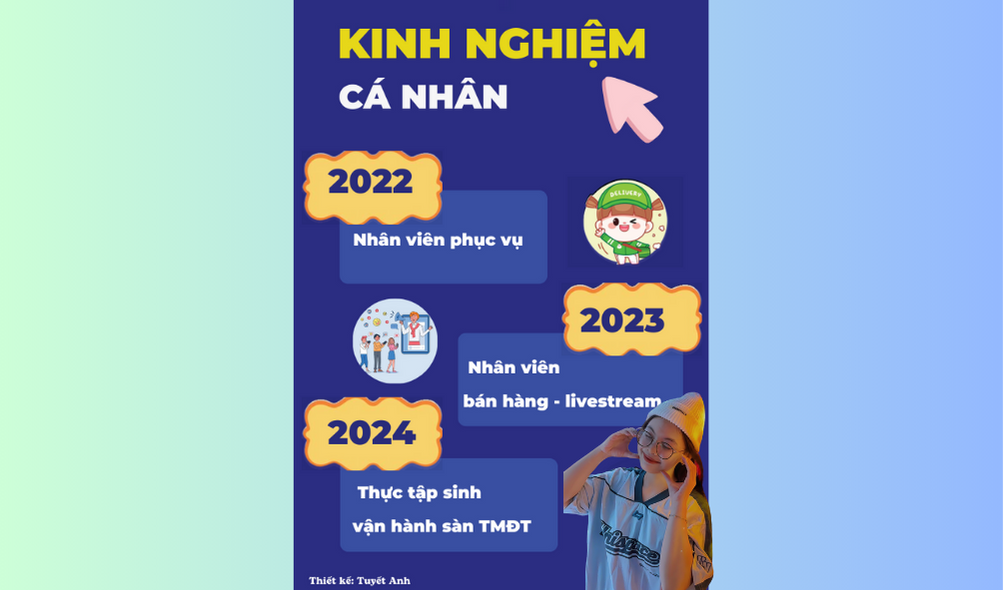 KINH NGHIỆM
CÁ NHÂN
2022
DELIVERY
Nhân viên phục vụ
2023
Nhân viên
bán hàng - livestream
2024
Thực tập sinh
vận hành sàn TMĐT
Thiết kế: Tuyết Anh